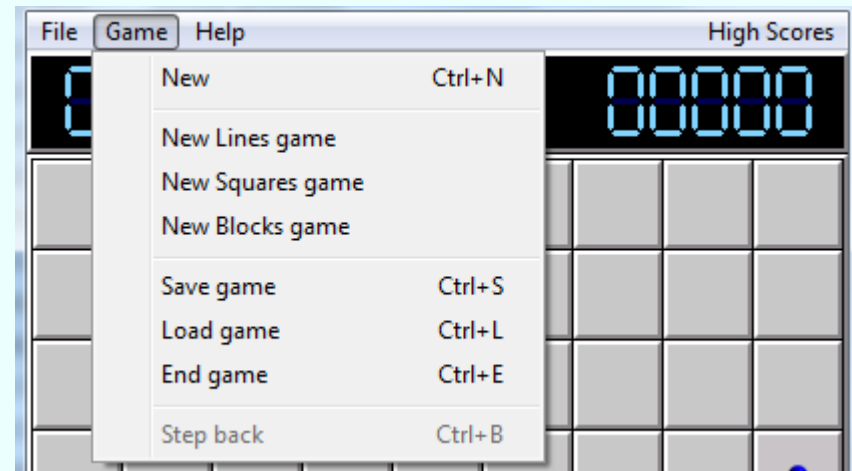 File Game Help High Scores
00000
New Ctrl+N
New Lines game
New Squares game
New Blocks game
Save game Ctrl+S
Load game Ctrl+L
End game Ctrl+E
Step back Ctrl+B